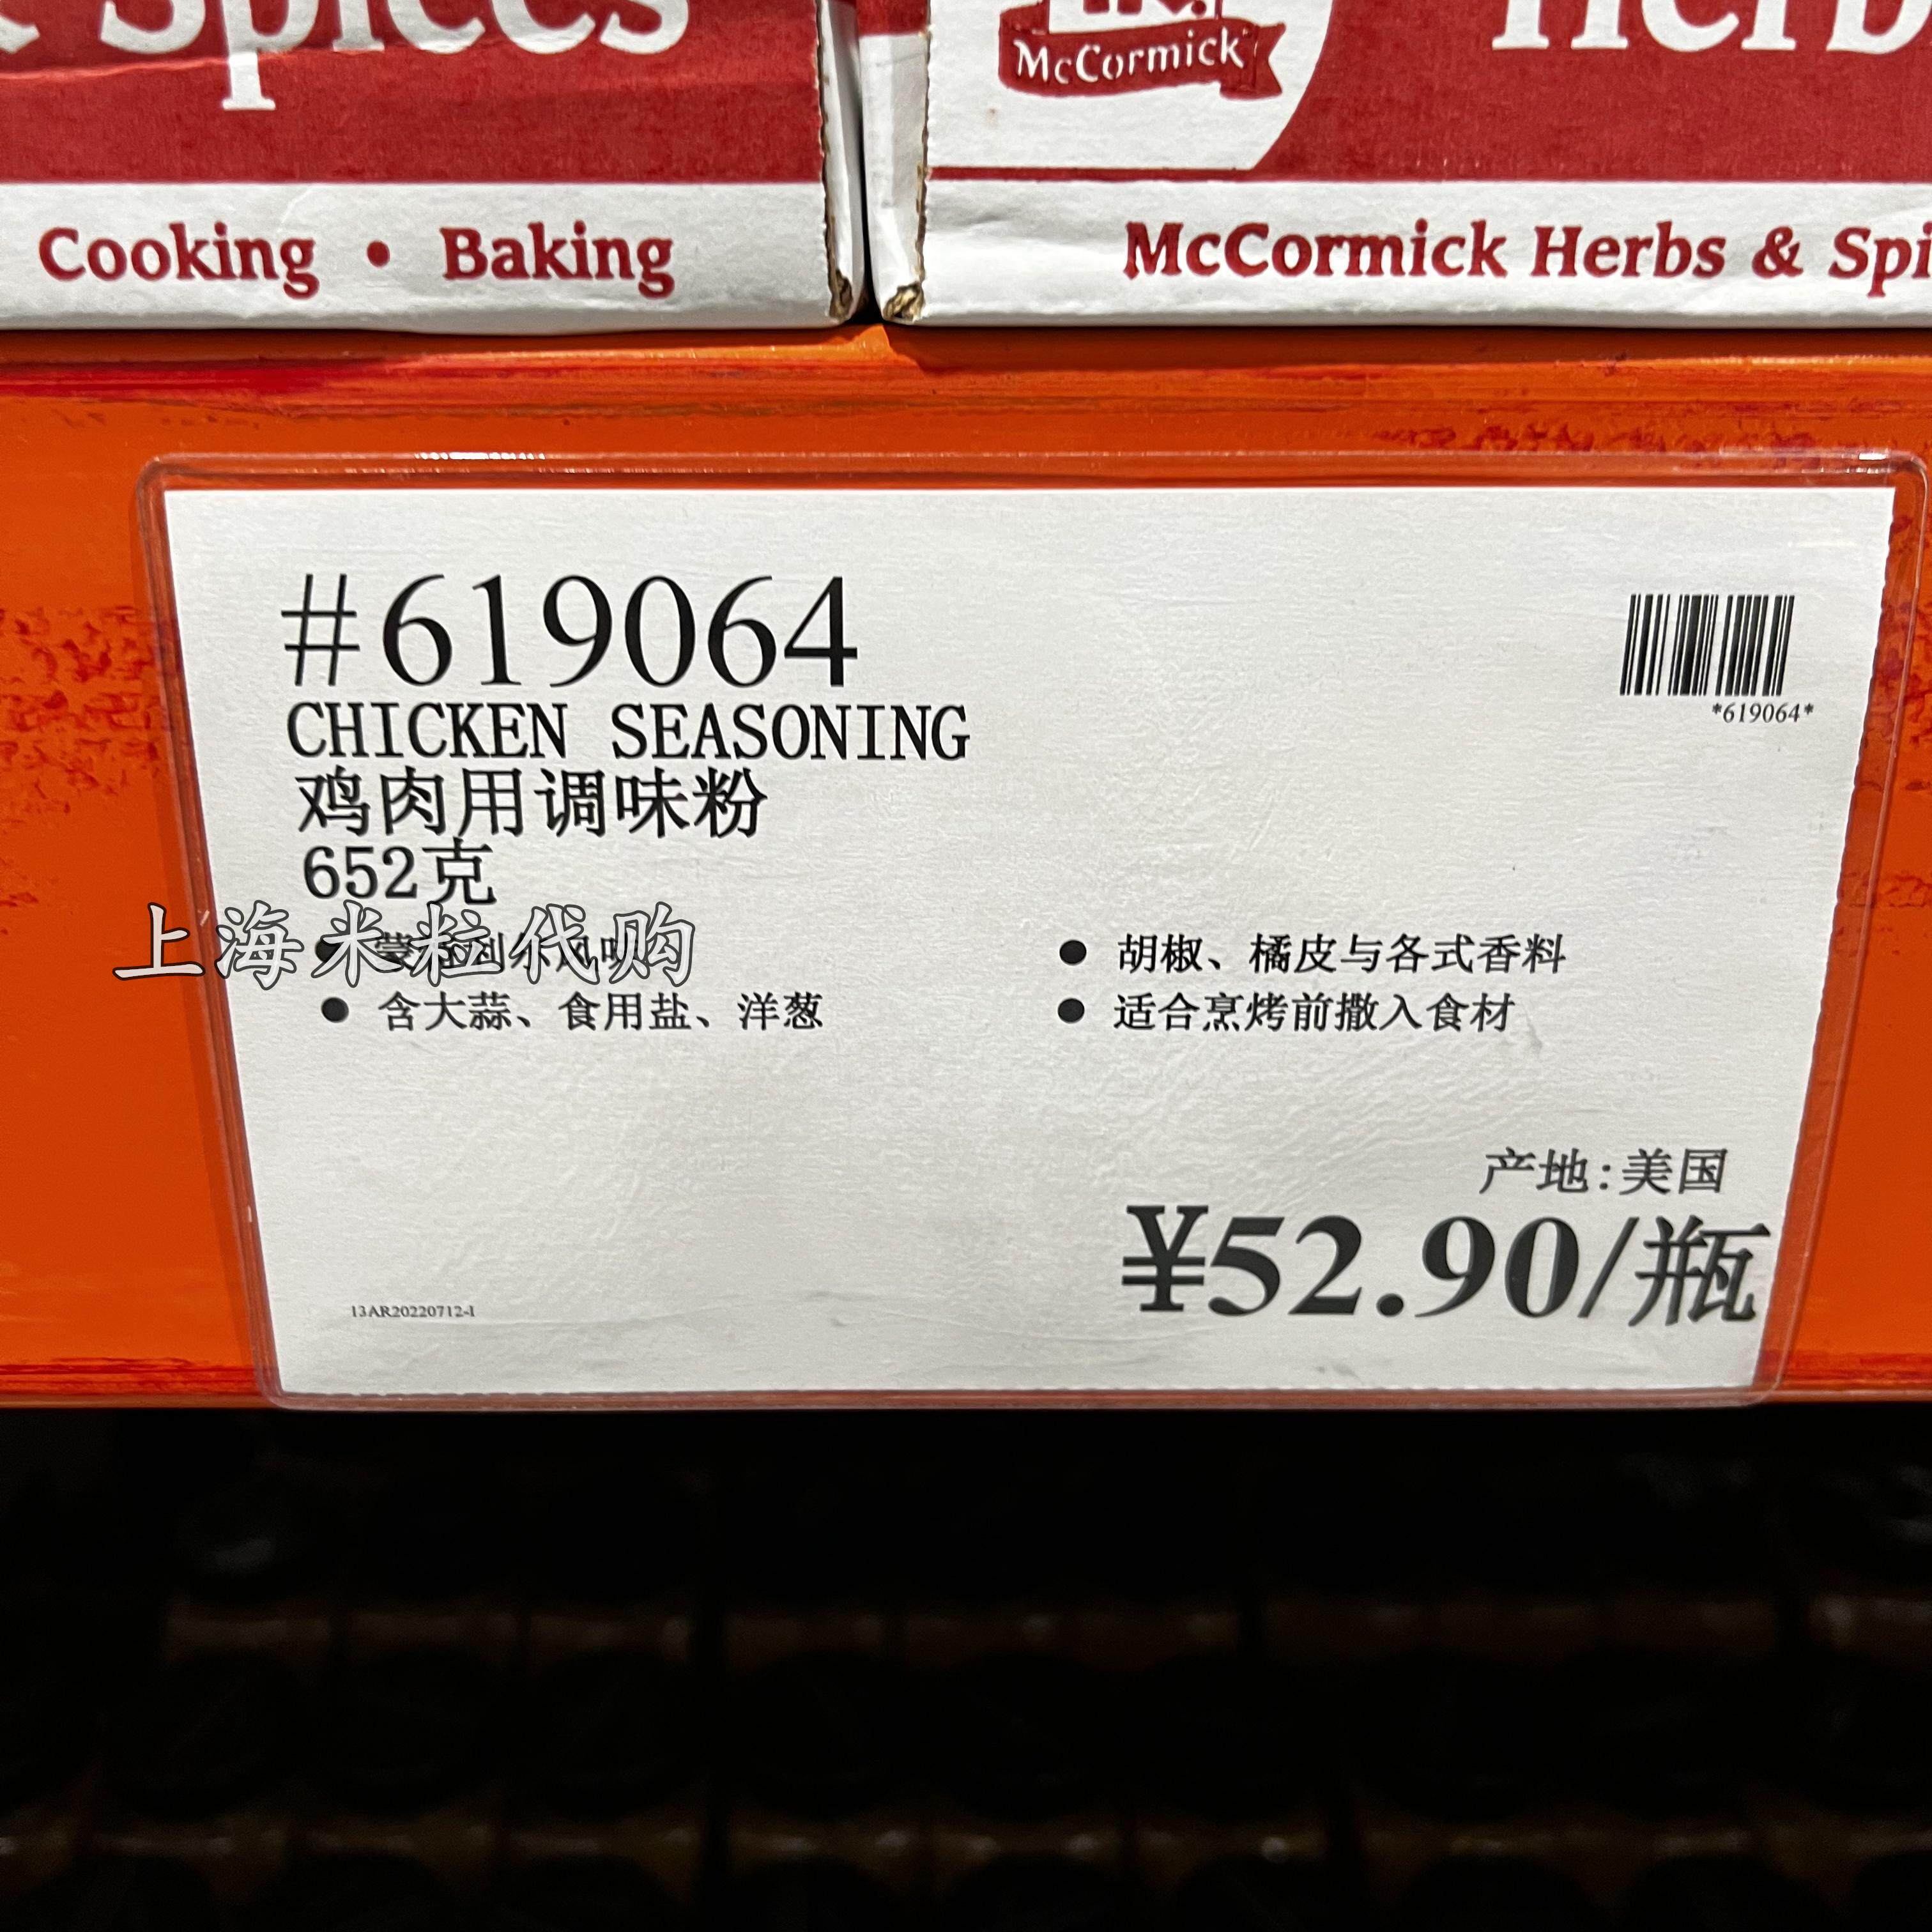 & Spices
McCormick
Herb
Cooking • Baking
McCormick Herbs & Spi
#619064
*619064*
CHICKEN SEASONING
鸡肉用调味粉
652克
上海米粒代购
● 胡椒、橘皮与各式香料
● 含大蒜、食用盐、洋葱
● 适合烹烤前撒入食材
产地:美国
¥52.90/瓶
13AR20220712-1